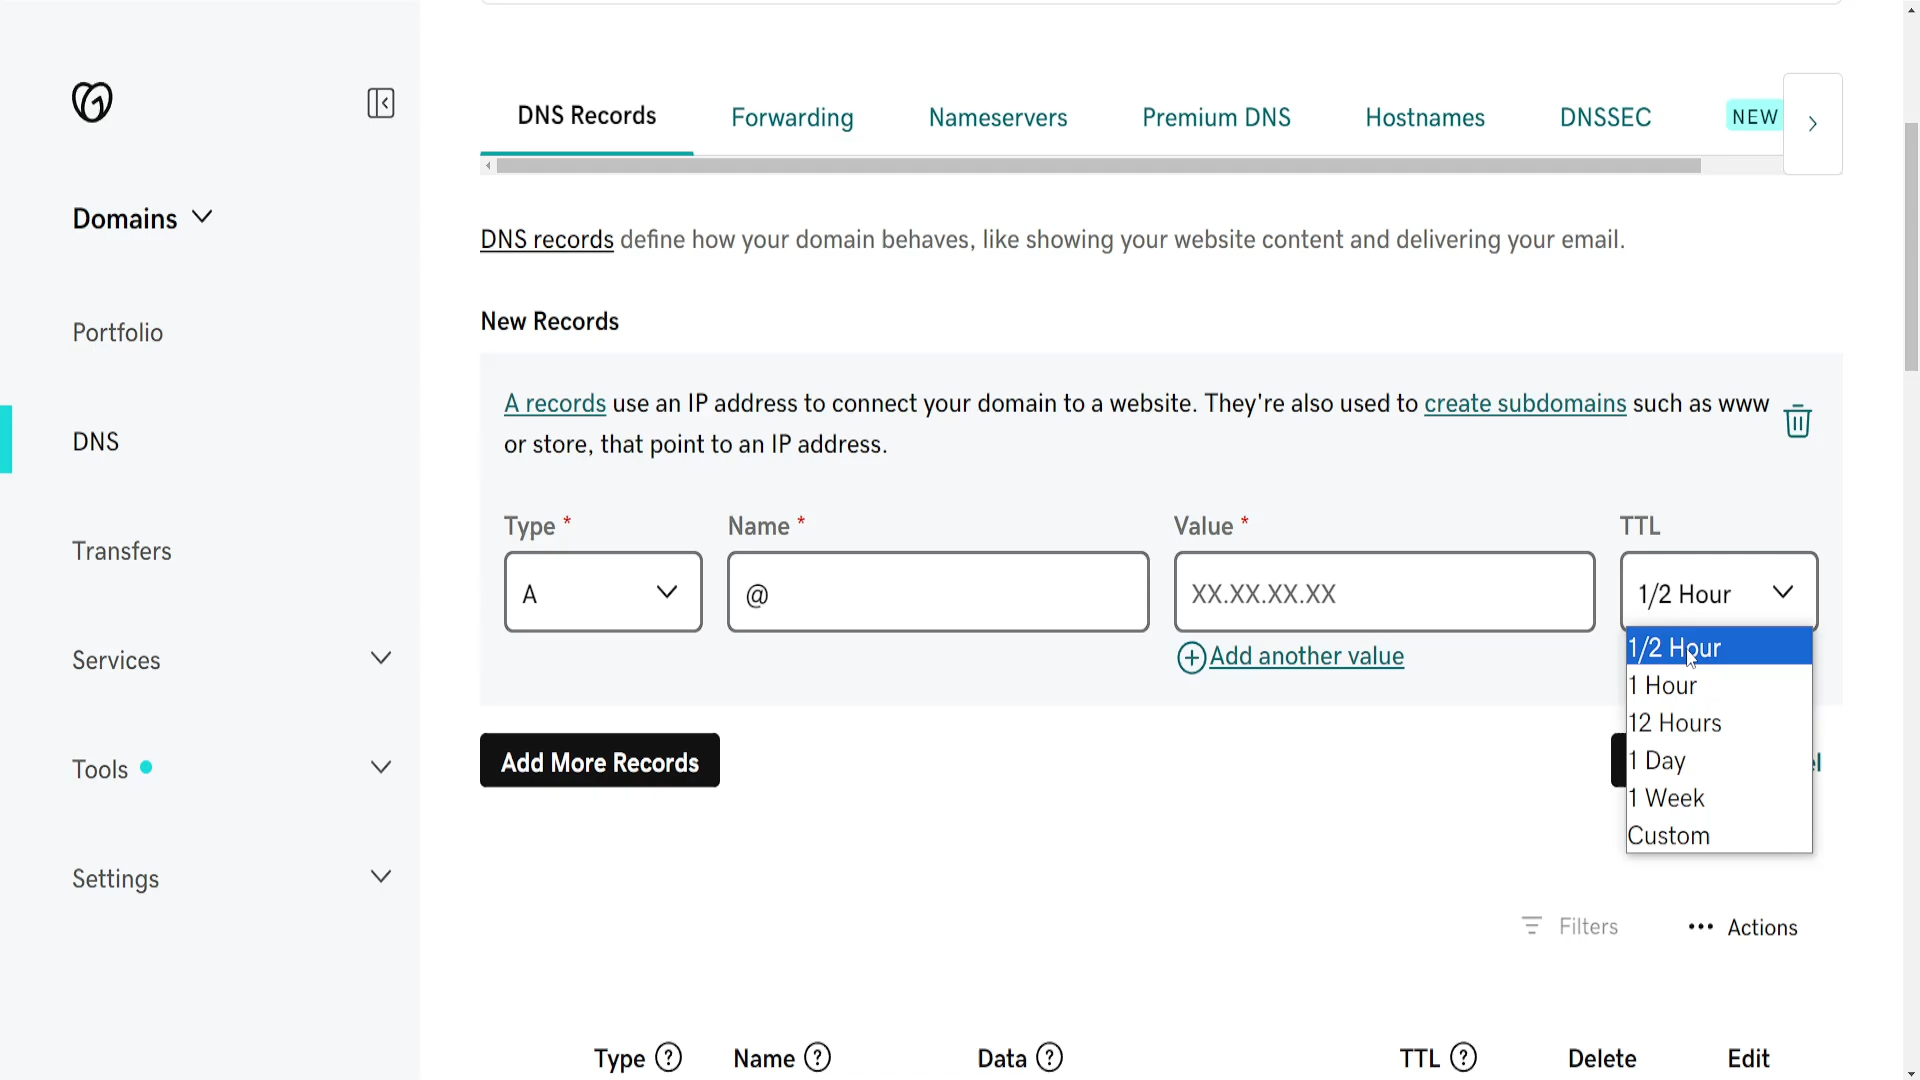 DNS Records
Forwarding
Nameservers
Premium DNS
Hostnames
DNSSEC
NEW
Domains
DNS records define how your domain behaves, like showing your website content and delivering your email.
Portfolio
New Records
A records use an IP address to connect your domain to a website. They're also used to create subdomains such as www
or store, that point to an IP address.
DNS
Transfers
Type * Name * Value * TTL
A @ XX.XX.XX.XX 1/2 Hour
Services
Add another value
1/2 Hour
1 Hour
12 Hours
1 Day
1 Week
Custom
Add More Records
Tools
Settings
Filters
Actions
Type ? Name ? Data ? TTL ? Delete Edit